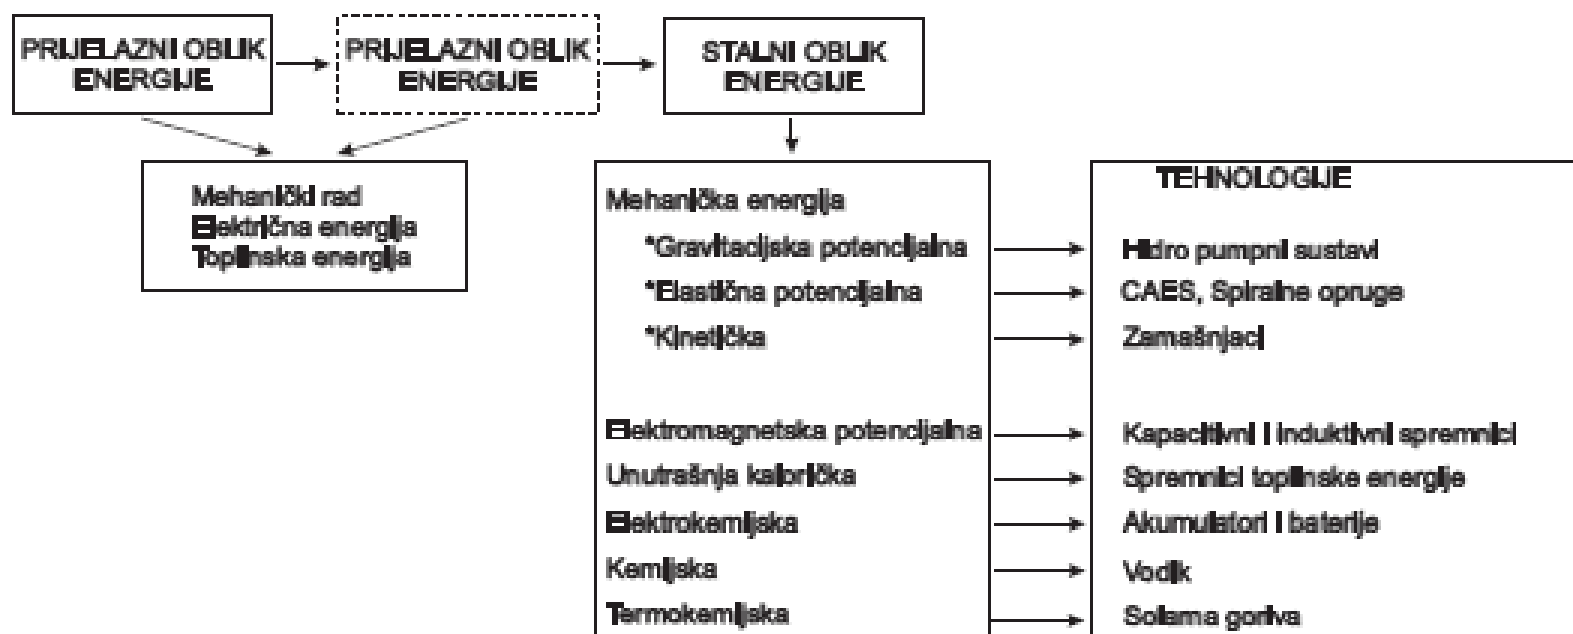 PRIJELAZNI OBLIK
ENERGIJE
PRIJELAZNI OBLIK
ENERGIJE
STALNI OBLIK
ENERGIJE
Mehanički rad
Električna energija
Toplinska energija
Mehanička energija
*Gravitacijska potencijalna
*Elastična potencijalna
*Kinetička
Elektromagnetska potencijalna
Unutrašnja kalorička
Elektrokemijska
Kemijska
Termokemijska
TEHNOLOGIJE
Hidro pumpni sustavi
CAES, Spiralne opruge
Zamašnjaci
Kapacitivni i induktivni spremnici
Spremnici toplinske energije
Akumulatori i baterije
Vodik
Solarna goriva